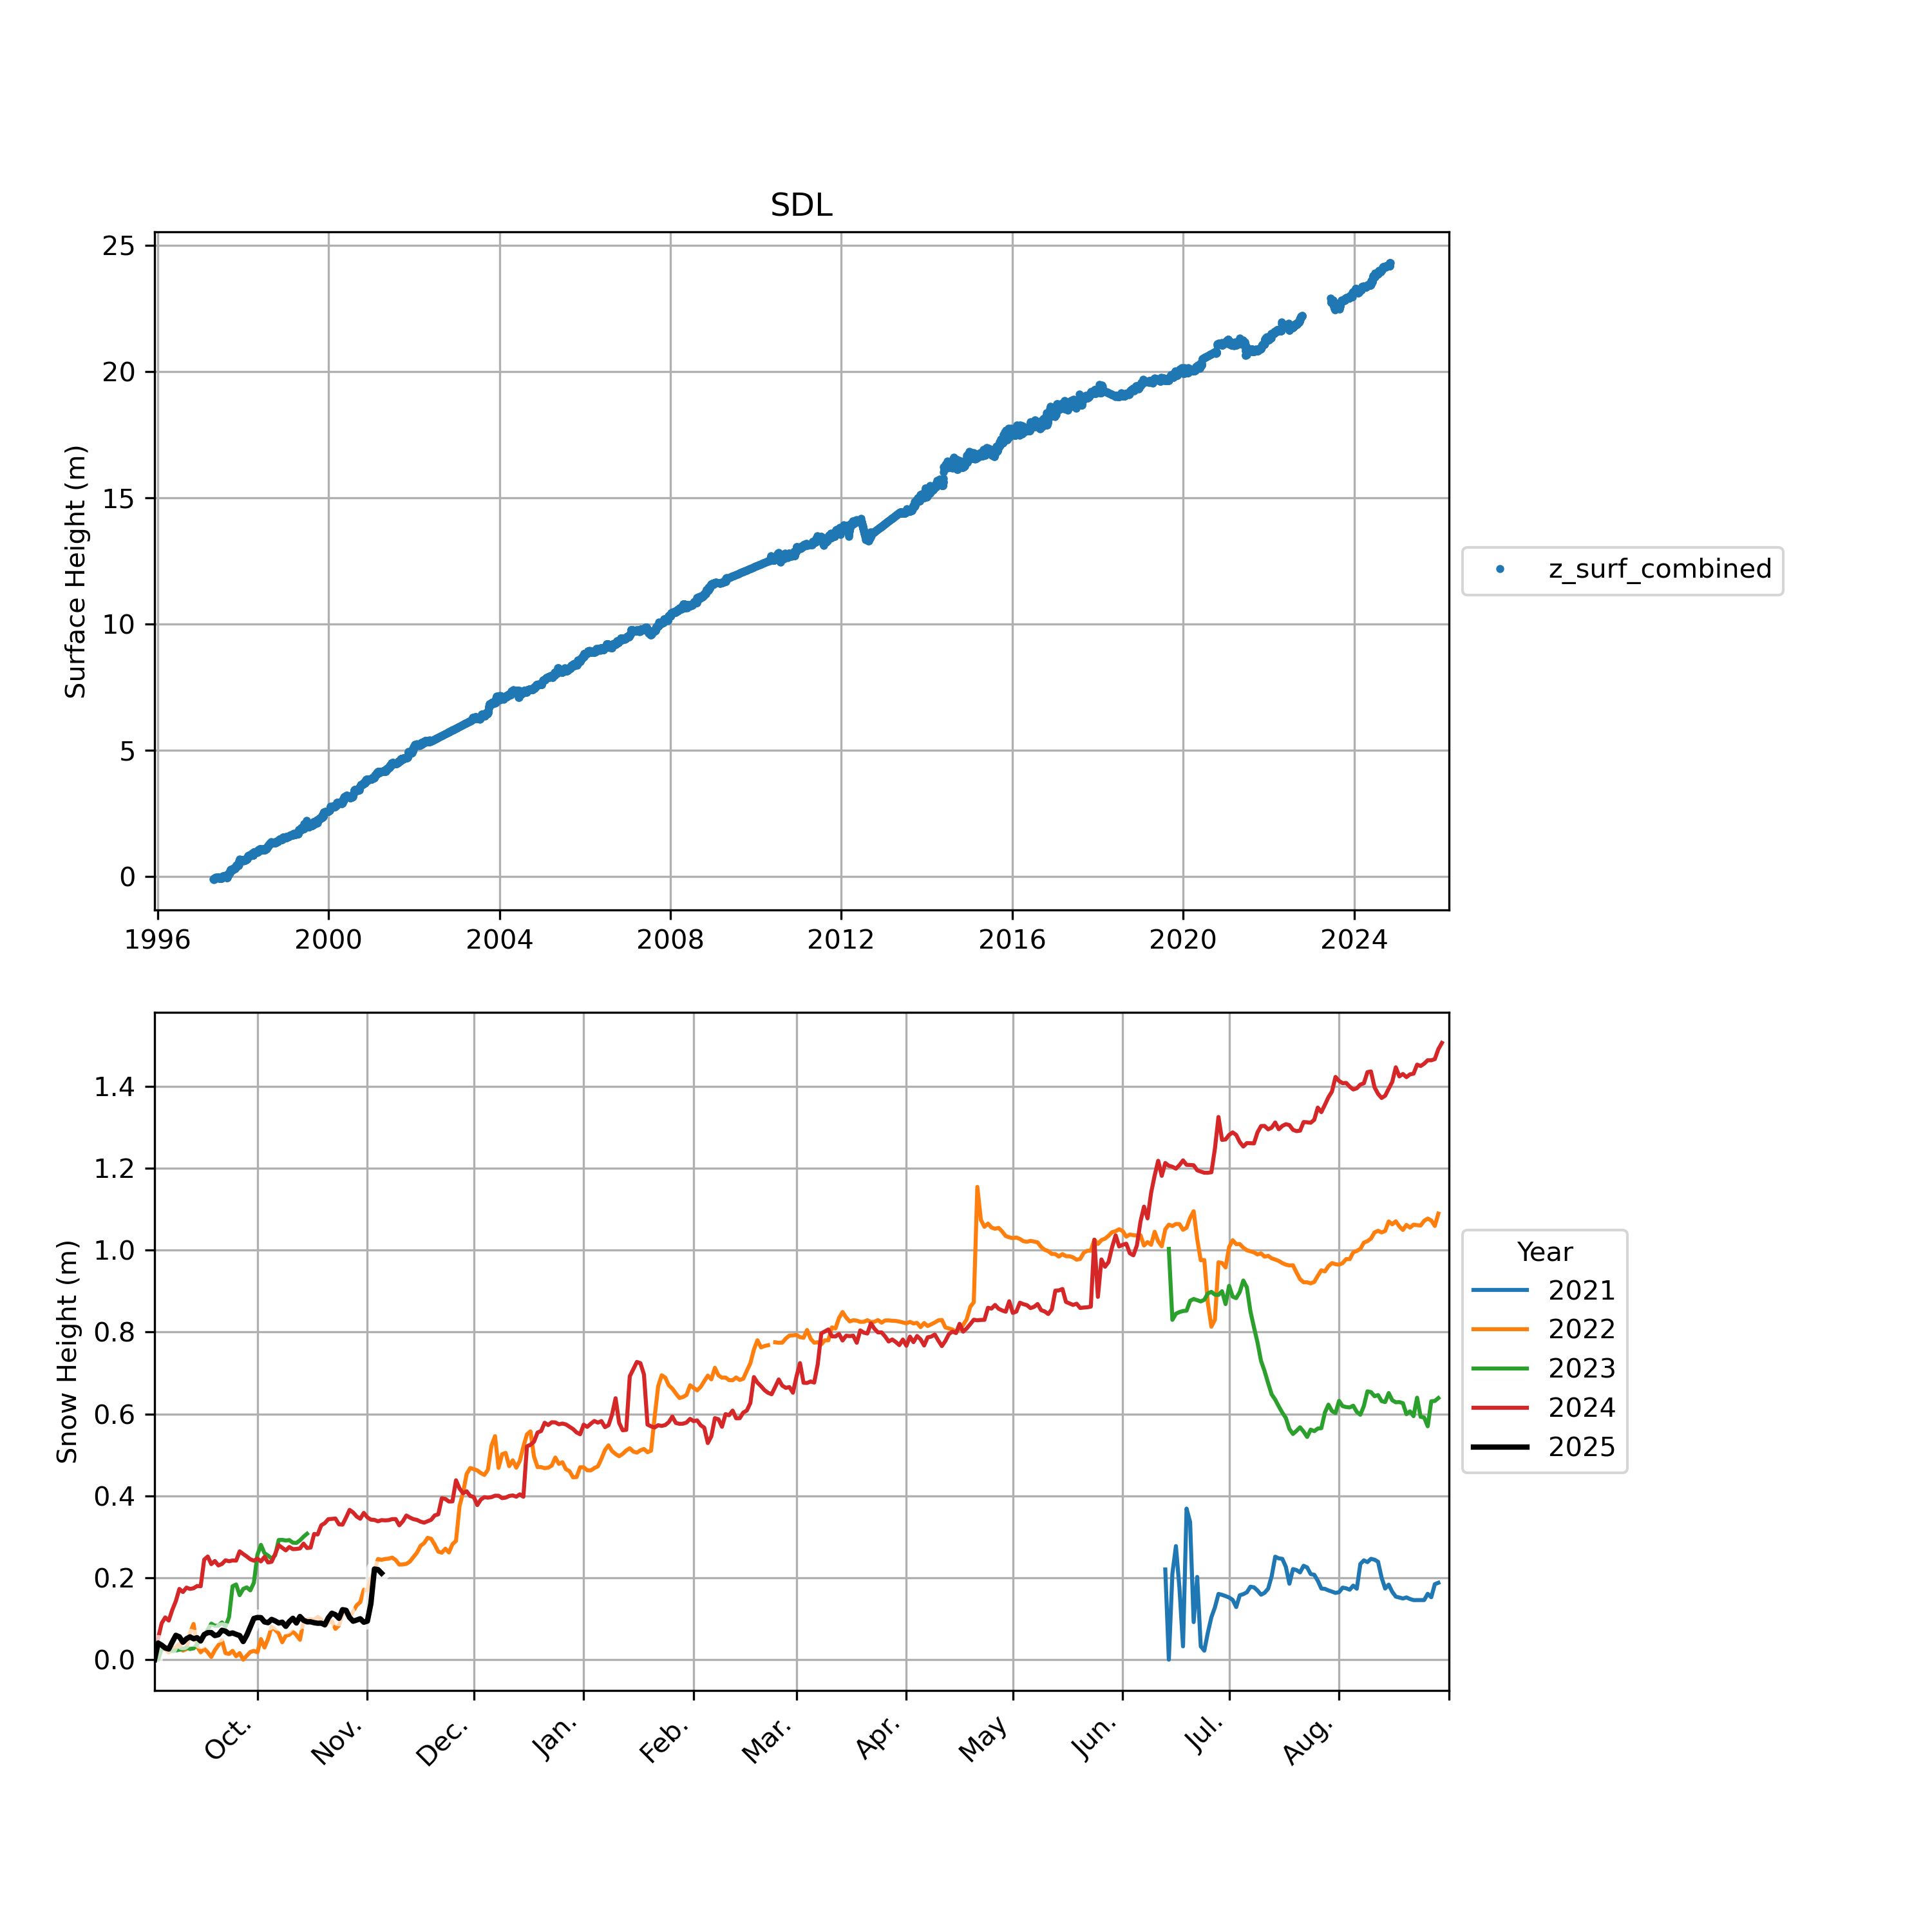 SDL
Surface Height (m)
25
20
15
10
5
0
1996 2000 2004 2008 2012 2016 2020 2024
z_surf_combined
Snow Height (m)
1.4
1.2
1.0
0.8
0.6
0.4
0.2
0.0
Oct. Nov. Dec. Jan. Feb. Mar. Apr. May Jun. Jul. Aug.
Year
2021
2022
2023
2024
2025